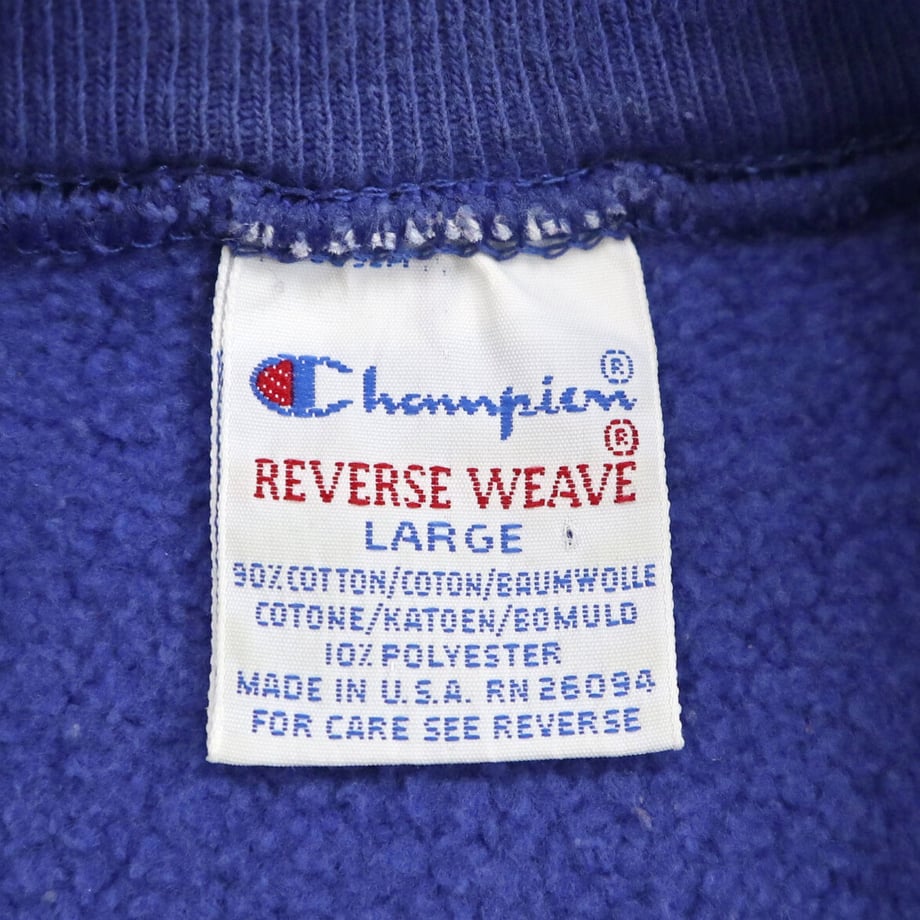 Champion®
REVERSE WEAVE®
LARGE
90% COTTON/COTON/BAUMWOLLE
COTONE/KATOEN/BOMULD
10% POLYESTER
MADE IN U.S.A. RN 26094
FOR CARE SEE REVERSE